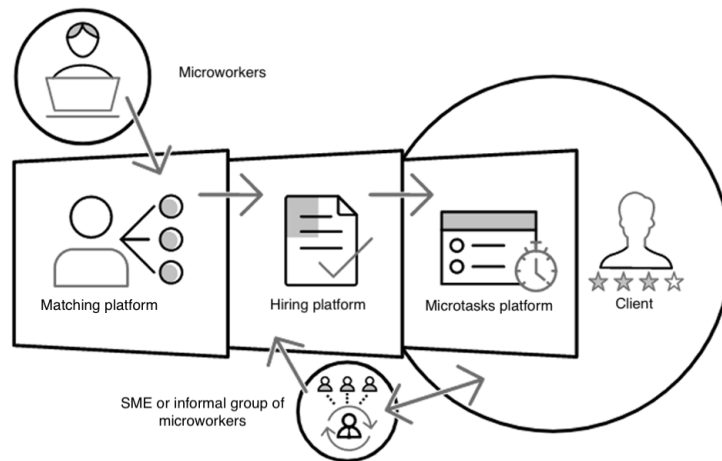 Microworkers
Matching platform
Hiring platform
Microtasks platform
Client
SME or informal group of
microworkers